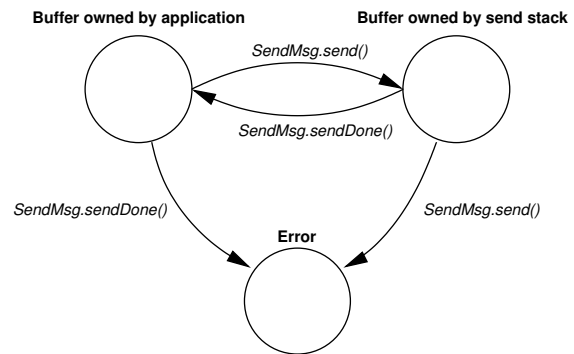 Buffer owned by application
Buffer owned by send stack
SendMsg.send()
SendMsg.sendDone()
SendMsg.sendDone()
SendMsg.send()
Error